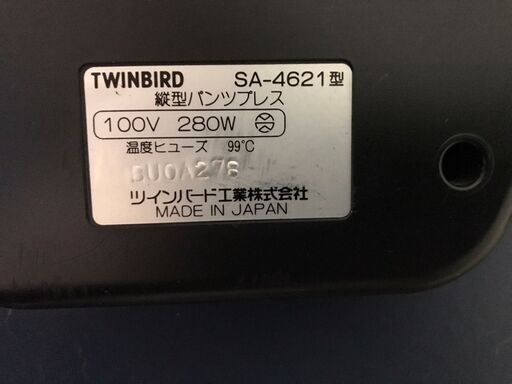 TWINBIRD SA-4621型
縦型パンツプレス
100V 280W
温度ヒューズ 99℃
BU0A278
ツインバード工業株式会社
MADE IN JAPAN